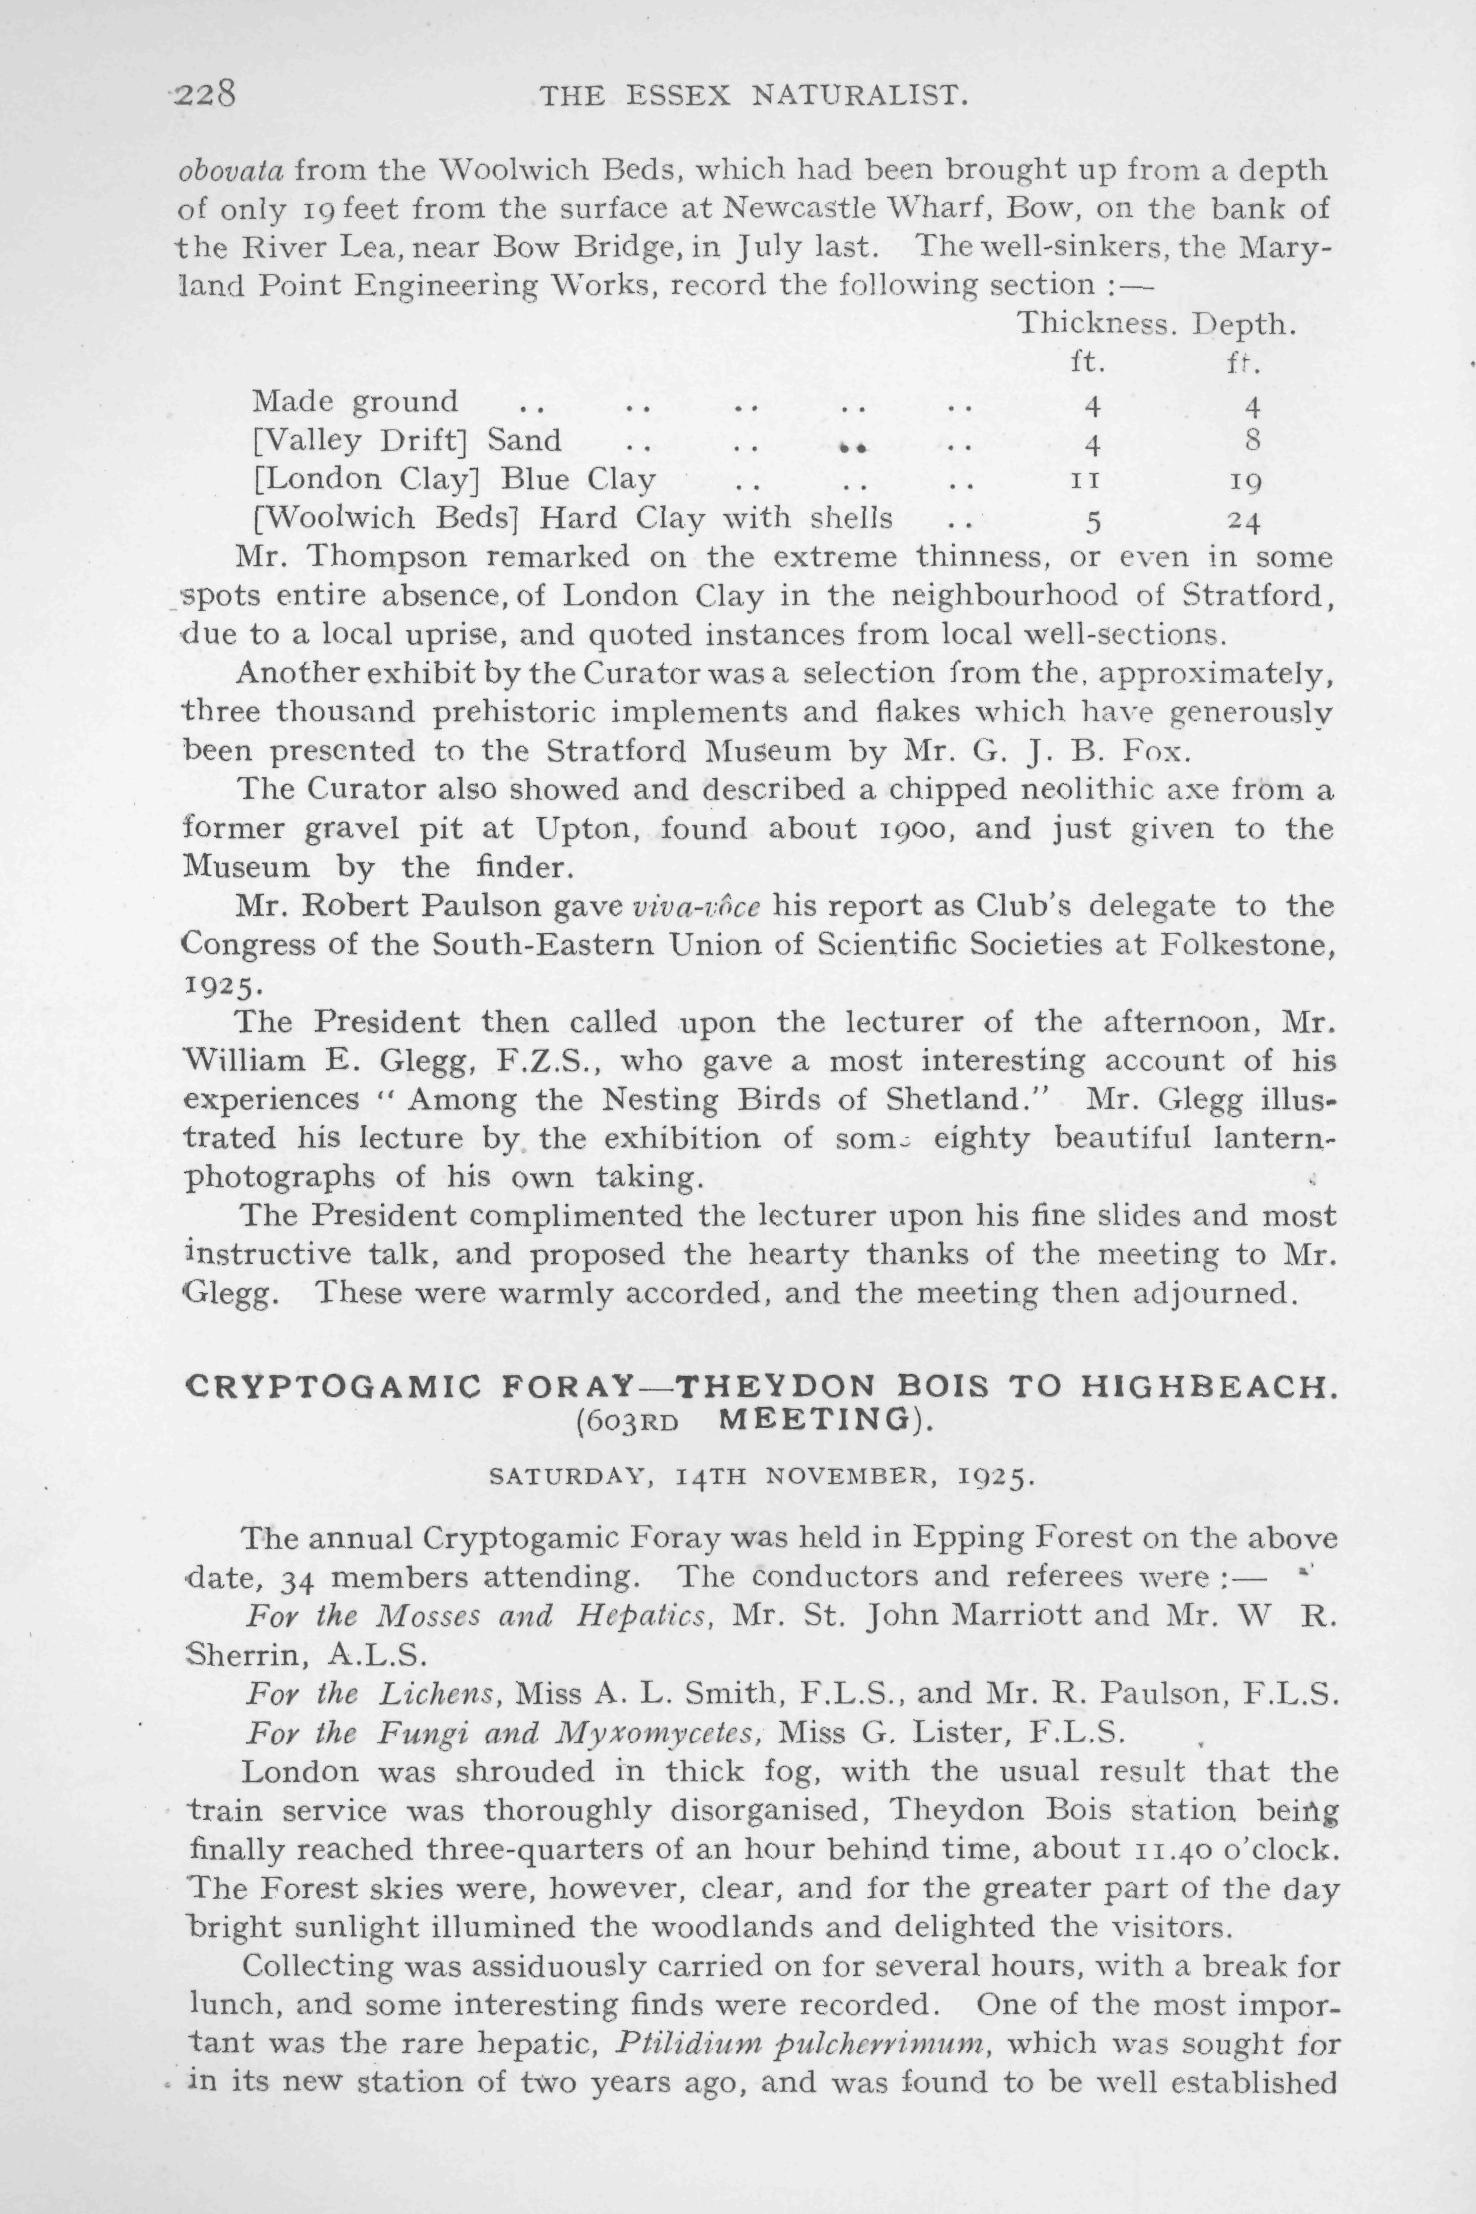 228 THE ESSEX NATURALIST.
obovata from the Woolwich Beds, which had been brought up from a depth
of only 19 feet from the surface at Newcastle Wharf, Bow, on the bank of
the River Lea, near Bow Bridge, in July last. The well-sinkers, the Mary-
land Point Engineering Works, record the following section :—
Thickness. Depth.
ft. ft.
Made ground .. .. .. .. .. 4 4
[Valley Drift] Sand .. .. .. .. 4 8
[London Clay] Blue Clay .. .. .. 11 19
[Woolwich Beds] Hard Clay with shells .. 5 24
Mr. Thompson remarked on the extreme thinness, or even in some
spots entire absence, of London Clay in the neighbourhood of Stratford,
due to a local uprise, and quoted instances from local well-sections.
Another exhibit by the Curator was a selection from the, approximately,
three thousand prehistoric implements and flakes which have generously
been presented to the Stratford Museum by Mr. G. J. B. Fox.
The Curator also showed and described a chipped neolithic axe from a
former gravel pit at Upton, found about 1900, and just given to the
Museum by the finder.
Mr. Robert Paulson gave viva-vôce his report as Club's delegate to the
Congress of the South-Eastern Union of Scientific Societies at Folkestone,
1925.
The President then called upon the lecturer of the afternoon, Mr.
William E. Glegg, F.Z.S., who gave a most interesting account of his
experiences " Among the Nesting Birds of Shetland." Mr. Glegg illus-
trated his lecture by the exhibition of some eighty beautiful lantern-
photographs of his own taking.
The President complimented the lecturer upon his fine slides and most
instructive talk, and proposed the hearty thanks of the meeting to Mr.
Glegg. These were warmly accorded, and the meeting then adjourned.
CRYPTOGAMIC FORAY—THEYDON BOIS TO HIGHBEACH.
(603RD MEETING).
SATURDAY, 14TH NOVEMBER, 1925.
The annual Cryptogamic Foray was held in Epping Forest on the above
date, 34 members attending. The conductors and referees were :—
For the Mosses and Hepatics, Mr. St. John Marriott and Mr. W R.
Sherrin, A.L.S.
For the Lichens, Miss A. L. Smith, F.L.S., and Mr. R. Paulson, F.L.S.
For the Fungi and Myxomycetes, Miss G. Lister, F.L.S.
London was shrouded in thick fog, with the usual result that the
train service was thoroughly disorganised, Theydon Bois station being
finally reached three-quarters of an hour behind time, about 11.40 o'clock.
The Forest skies were, however, clear, and for the greater part of the day
bright sunlight illumined the woodlands and delighted the visitors.
Collecting was assiduously carried on for several hours, with a break for
lunch, and some interesting finds were recorded. One of the most impor-
tant was the rare hepatic, Ptilidium pulcherrimum, which was sought for
in its new station of two years ago, and was found to be well established